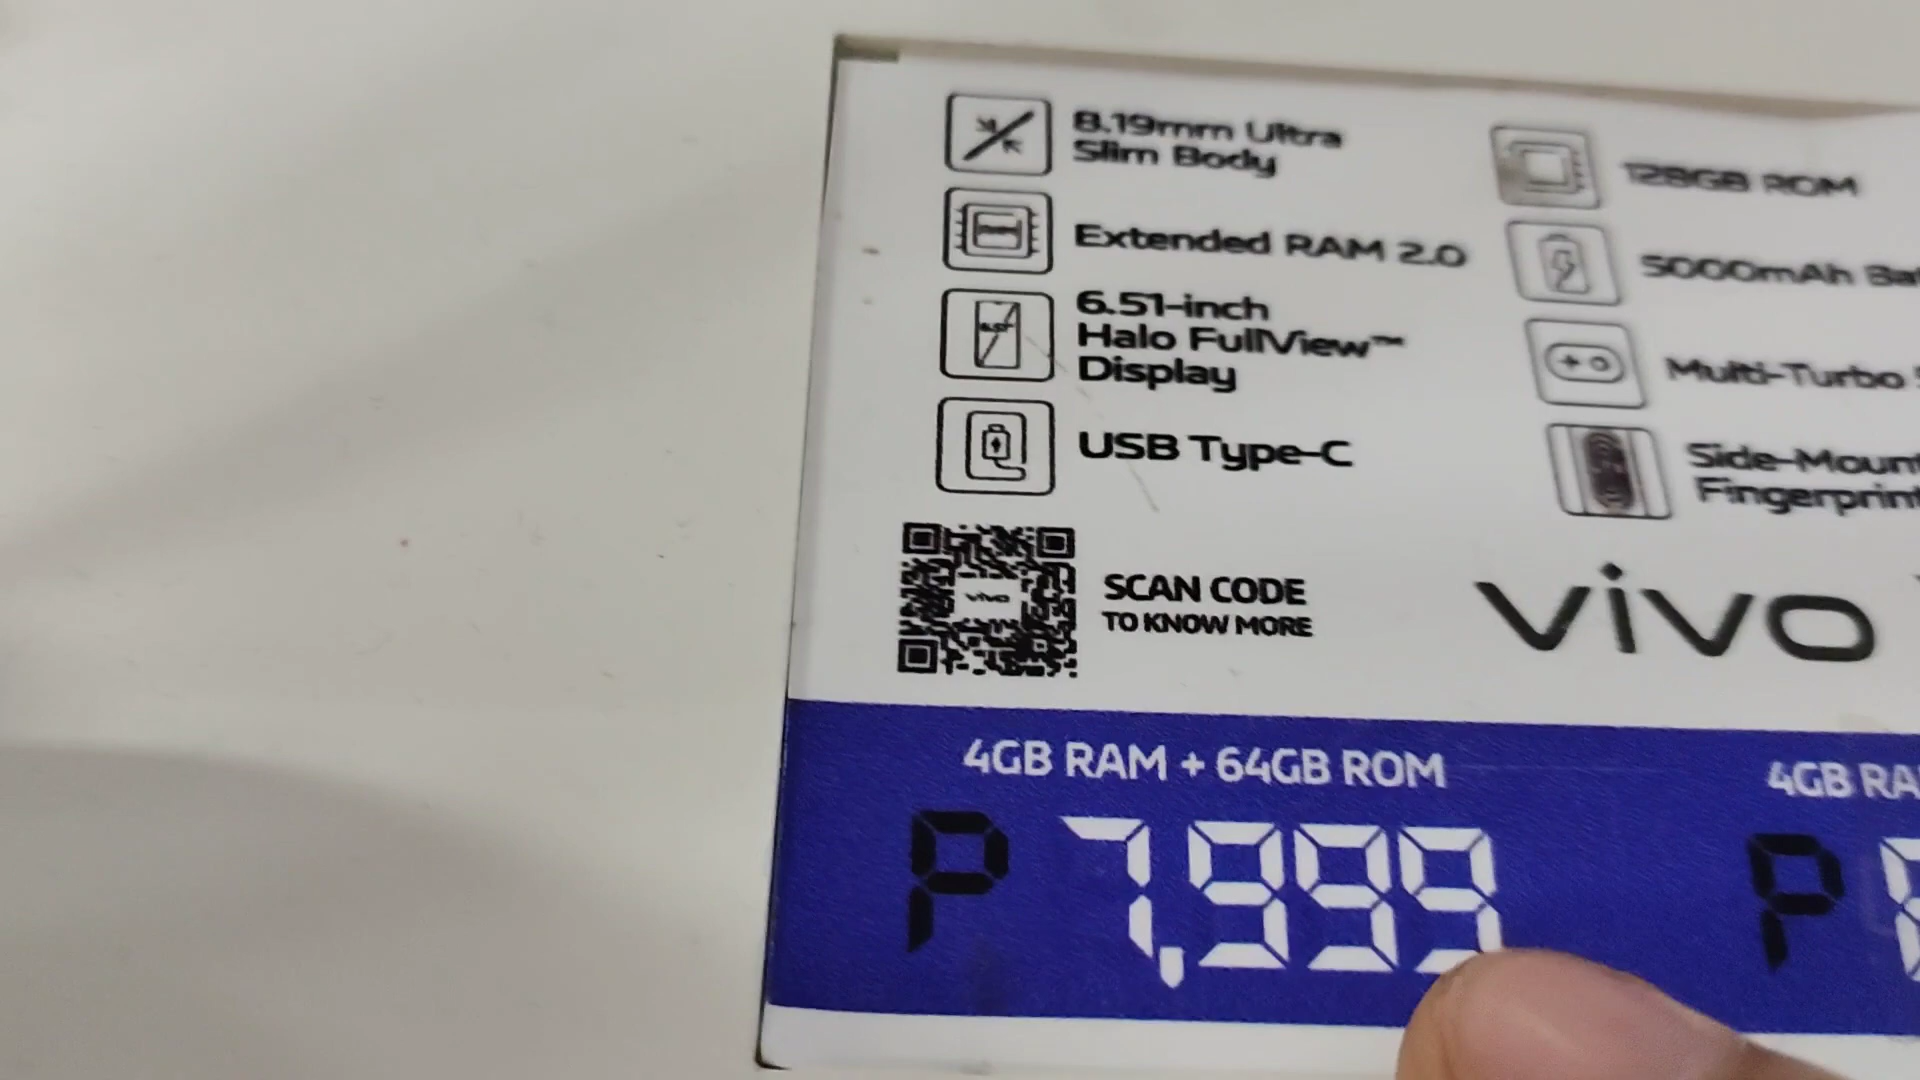 8.19mm Ultra
Slim Body
Extended RAM 2.0
6.51-inch
Halo FullView™
Display
USB Type-C
128GB ROM
5000mAh
Multi-Turbo
Side-Mount
Fingerprint
vivo
SCAN CODE
TO KNOW MORE
vivo
4GB RAM + 64GB ROM
P 7,999
4GB RA
P